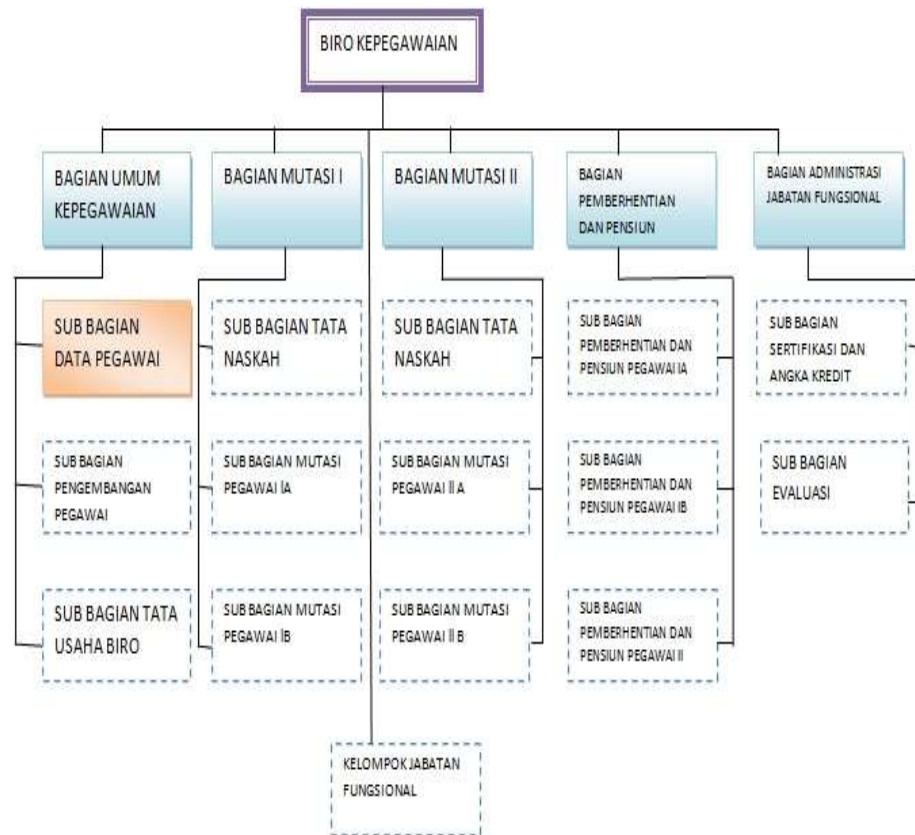 BIRO KEPEGAWAIAN
BAGIAN UMUM
KEPEGAWAIAN
BAGIAN MUTASI I
BAGIAN MUTASI II
BAGIAN
PEMBERHENTIAN
DAN PENSIUN
BAGIAN ADMINISTRASI
JABATAN FUNGSIONAL
SUB BAGIAN
DATA PEGAWAI
SUB BAGIAN TATA
NASKAH
SUB BAGIAN TATA
NASKAH
SUB BAGIAN
PEMBERHENTIAN DAN
PENSIUN PEGAWAI IA
SUB BAGIAN
SERTIFIKASI DAN
ANGKA KREDIT
SUB BAGIAN
PENGEMBANGAN
PEGAWAI
SUB BAGIAN MUTASI
PEGAWAI IA
SUB BAGIAN MUTASI
PEGAWAI II A
SUB BAGIAN
PEMBERHENTIAN DAN
PENSIUN PEGAWAI IB
SUB BAGIAN
EVALUASI
SUB BAGIAN TATA
USAHA BIRO
SUB BAGIAN MUTASI
PEGAWAI IB
SUB BAGIAN MUTASI
PEGAWAI II B
SUB BAGIAN
PEMBERHENTIAN DAN
PENSIUN PEGAWAI II
KELOMPOK JABATAN
FUNGSIONAL